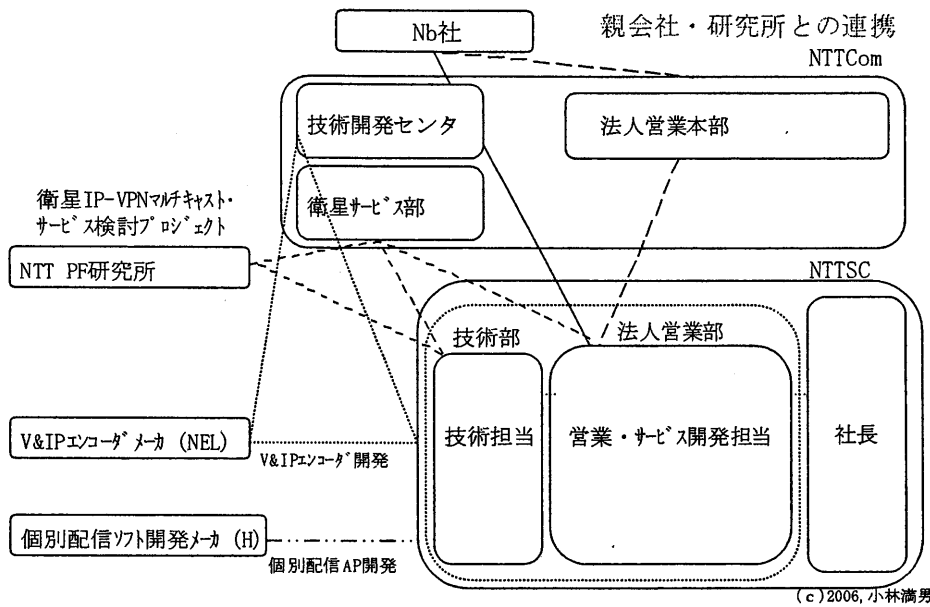 親会社・研究所との連携
Nb社
NTTCom
技術開発センタ
法人営業本部
衛星サービス部
衛星IP-VPNマルチキャスト・
サービス検討プロジェクト
NTT PF研究所
NTTSC
技術部
法人営業部
技術担当
営業・サービス開発担当
社長
V&IPエンコーダメーカ (NEL)
V&IPエンコーダ開発
個別配信ソフト開発メーカ (H)
個別配信AP開発
(c)2006, 小林満男